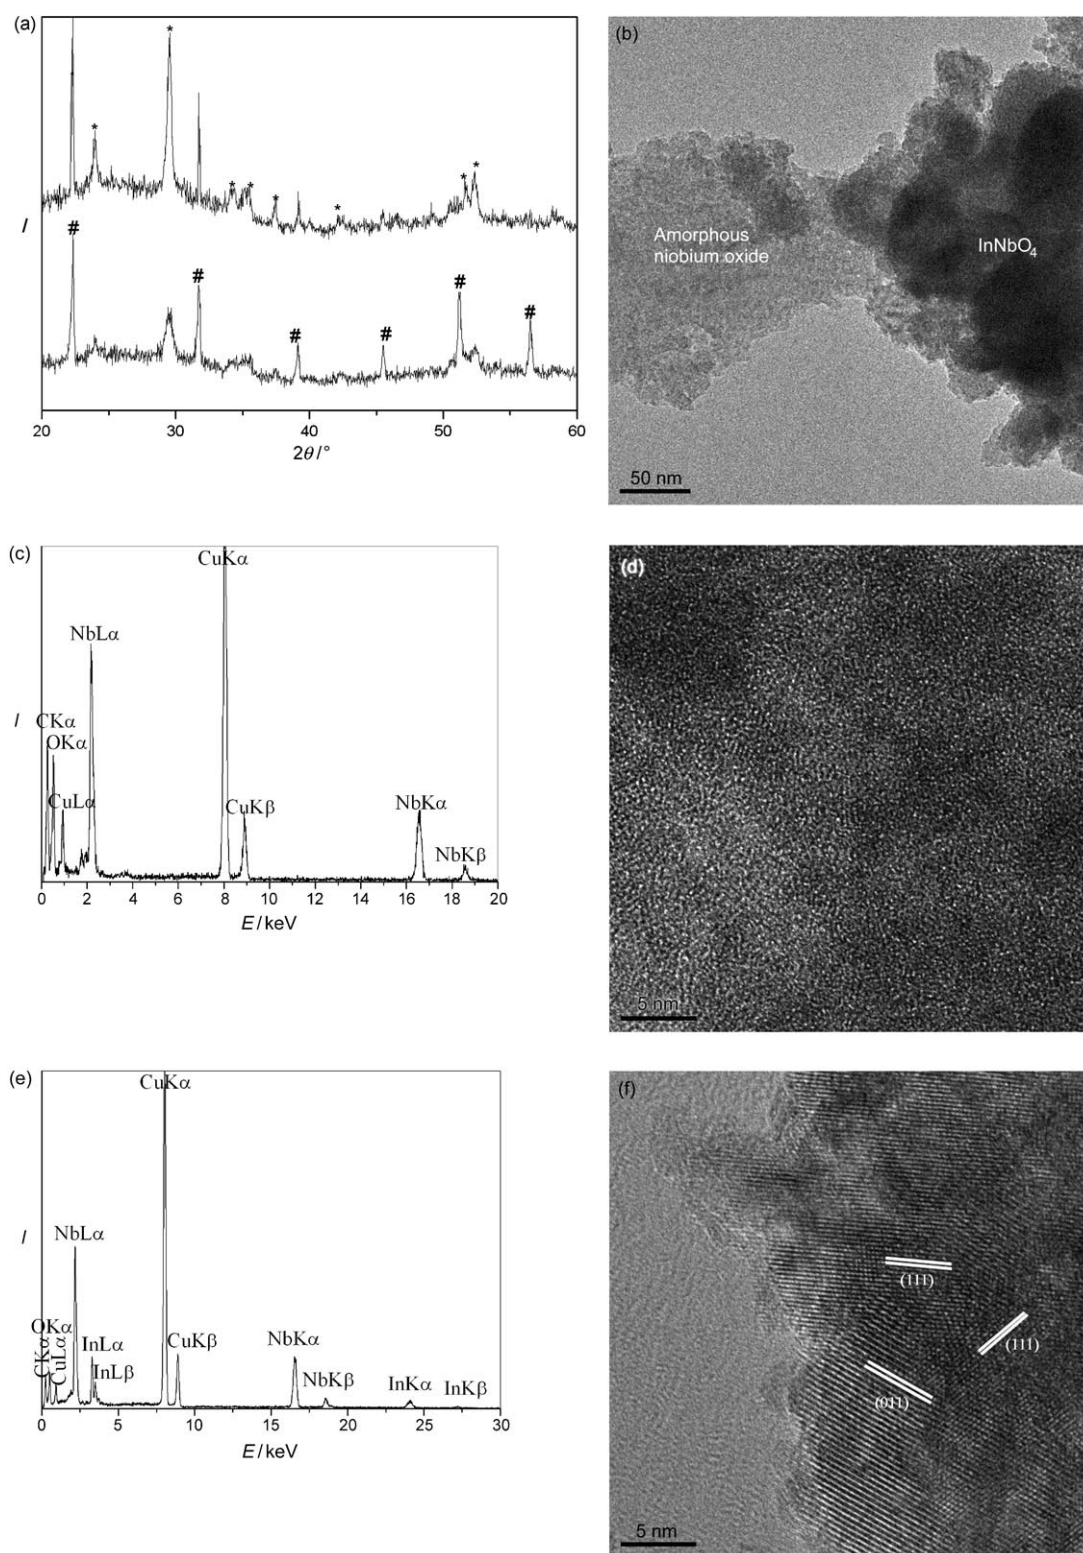 (a)
*
*
*
*
*
*
*
*
I
#
#
#
#
#
#
20
30
40
50
60
2θ/°
(b)
Amorphous
niobium oxide
InNbO4
50 nm
(c)
CuKα
NbLα
I
CKα
OKα
CuLα
CuKβ
NbKα
NbKβ
0
2
4
6
8
10
12
14
16
18
20
E/keV
(d)
5 nm
(e)
CuKα
NbLα
I
OKα
CKα
CuLα
InLα
InLβ
CuKβ
NbKα
NbKβ
InKα
InKβ
0
5
10
15
20
25
30
E/keV
(f)
(111)
(111)
(011)
5 nm